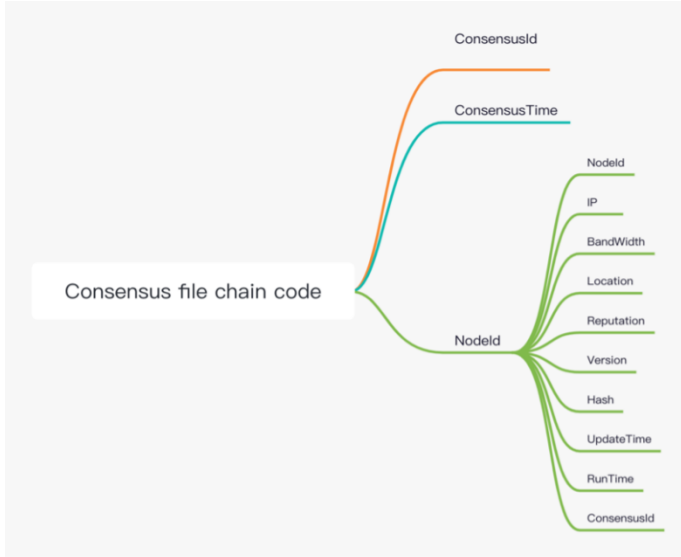 ConsensusId
ConsensusTime
Consensus file chain code
NodeId
NodeId
IP
BandWidth
Location
Reputation
Version
Hash
UpdateTime
RunTime
ConsensusId